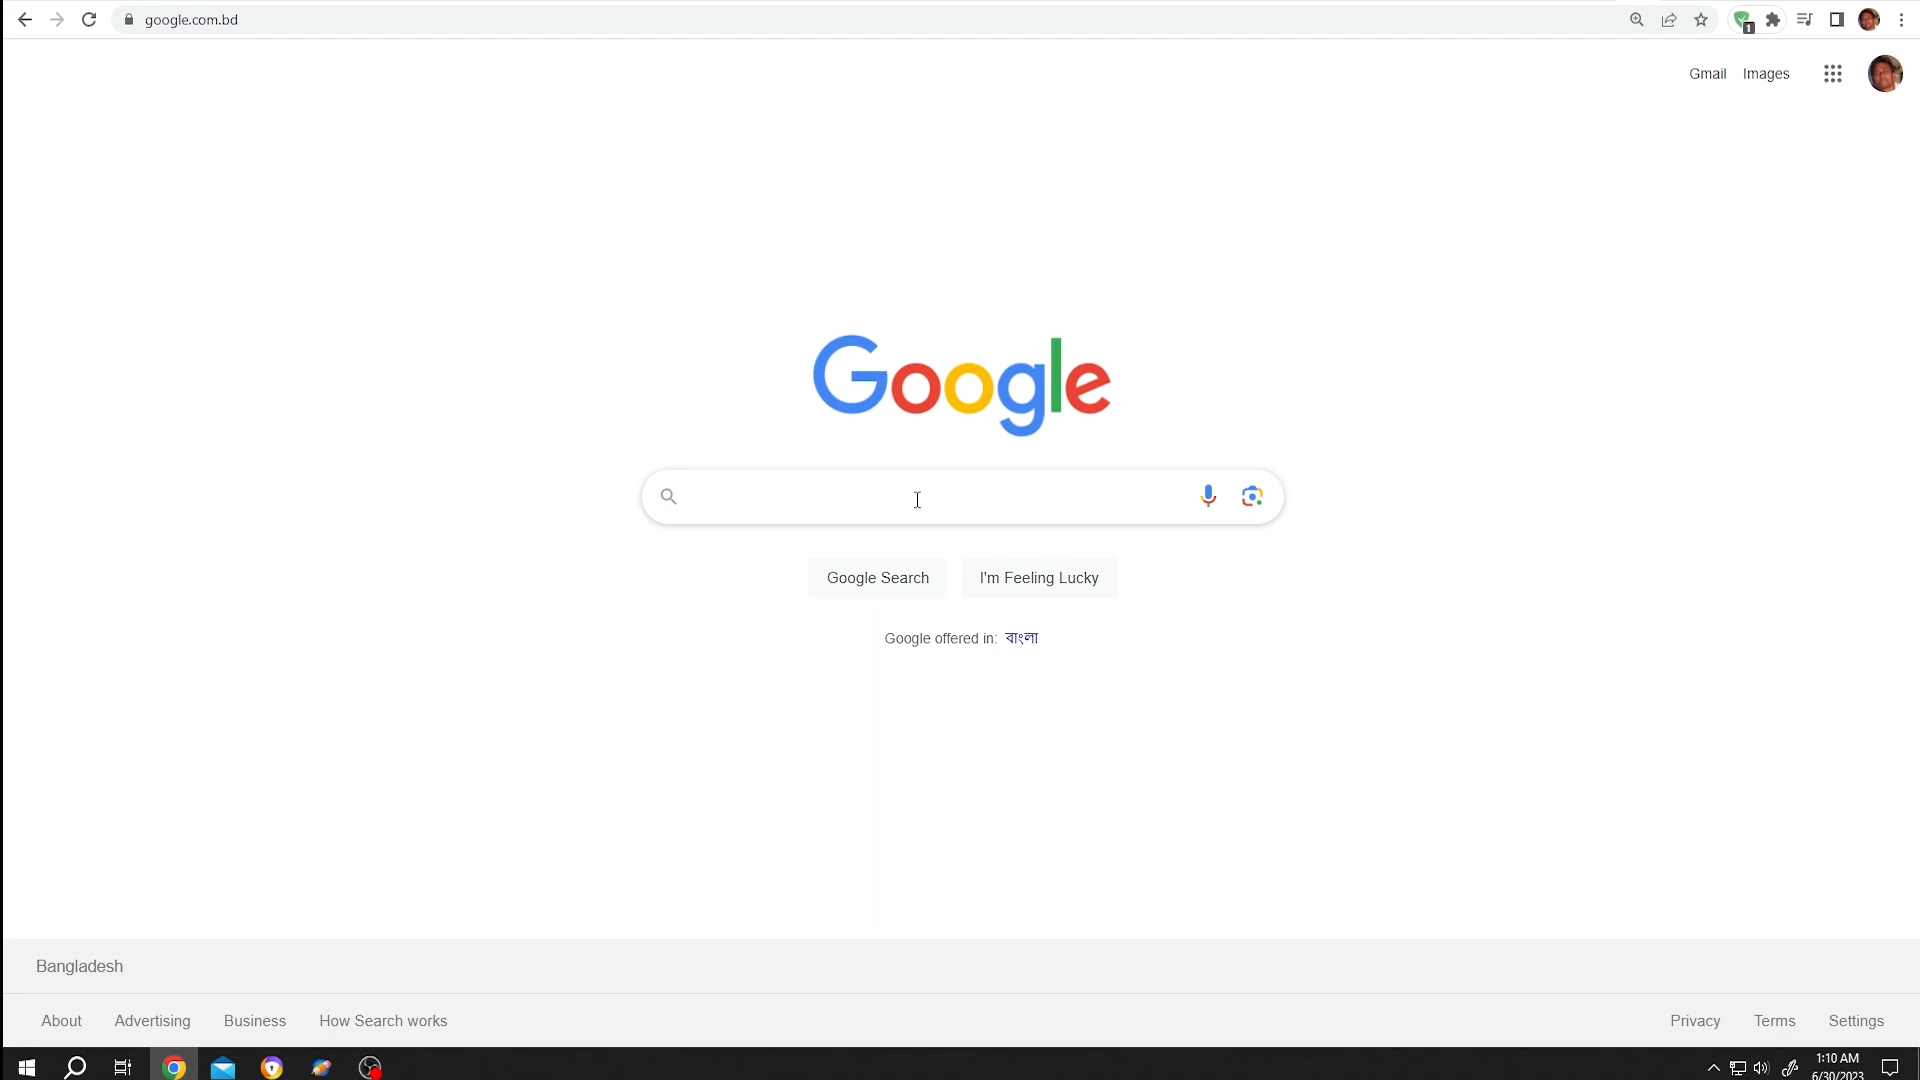 google.com.bd
1
Gmail Images
Google
Google Search I'm Feeling Lucky
Google offered in: বাংলা
Bangladesh
About Advertising Business How Search works Privacy Terms Settings
1:10 AM
6/30/2023